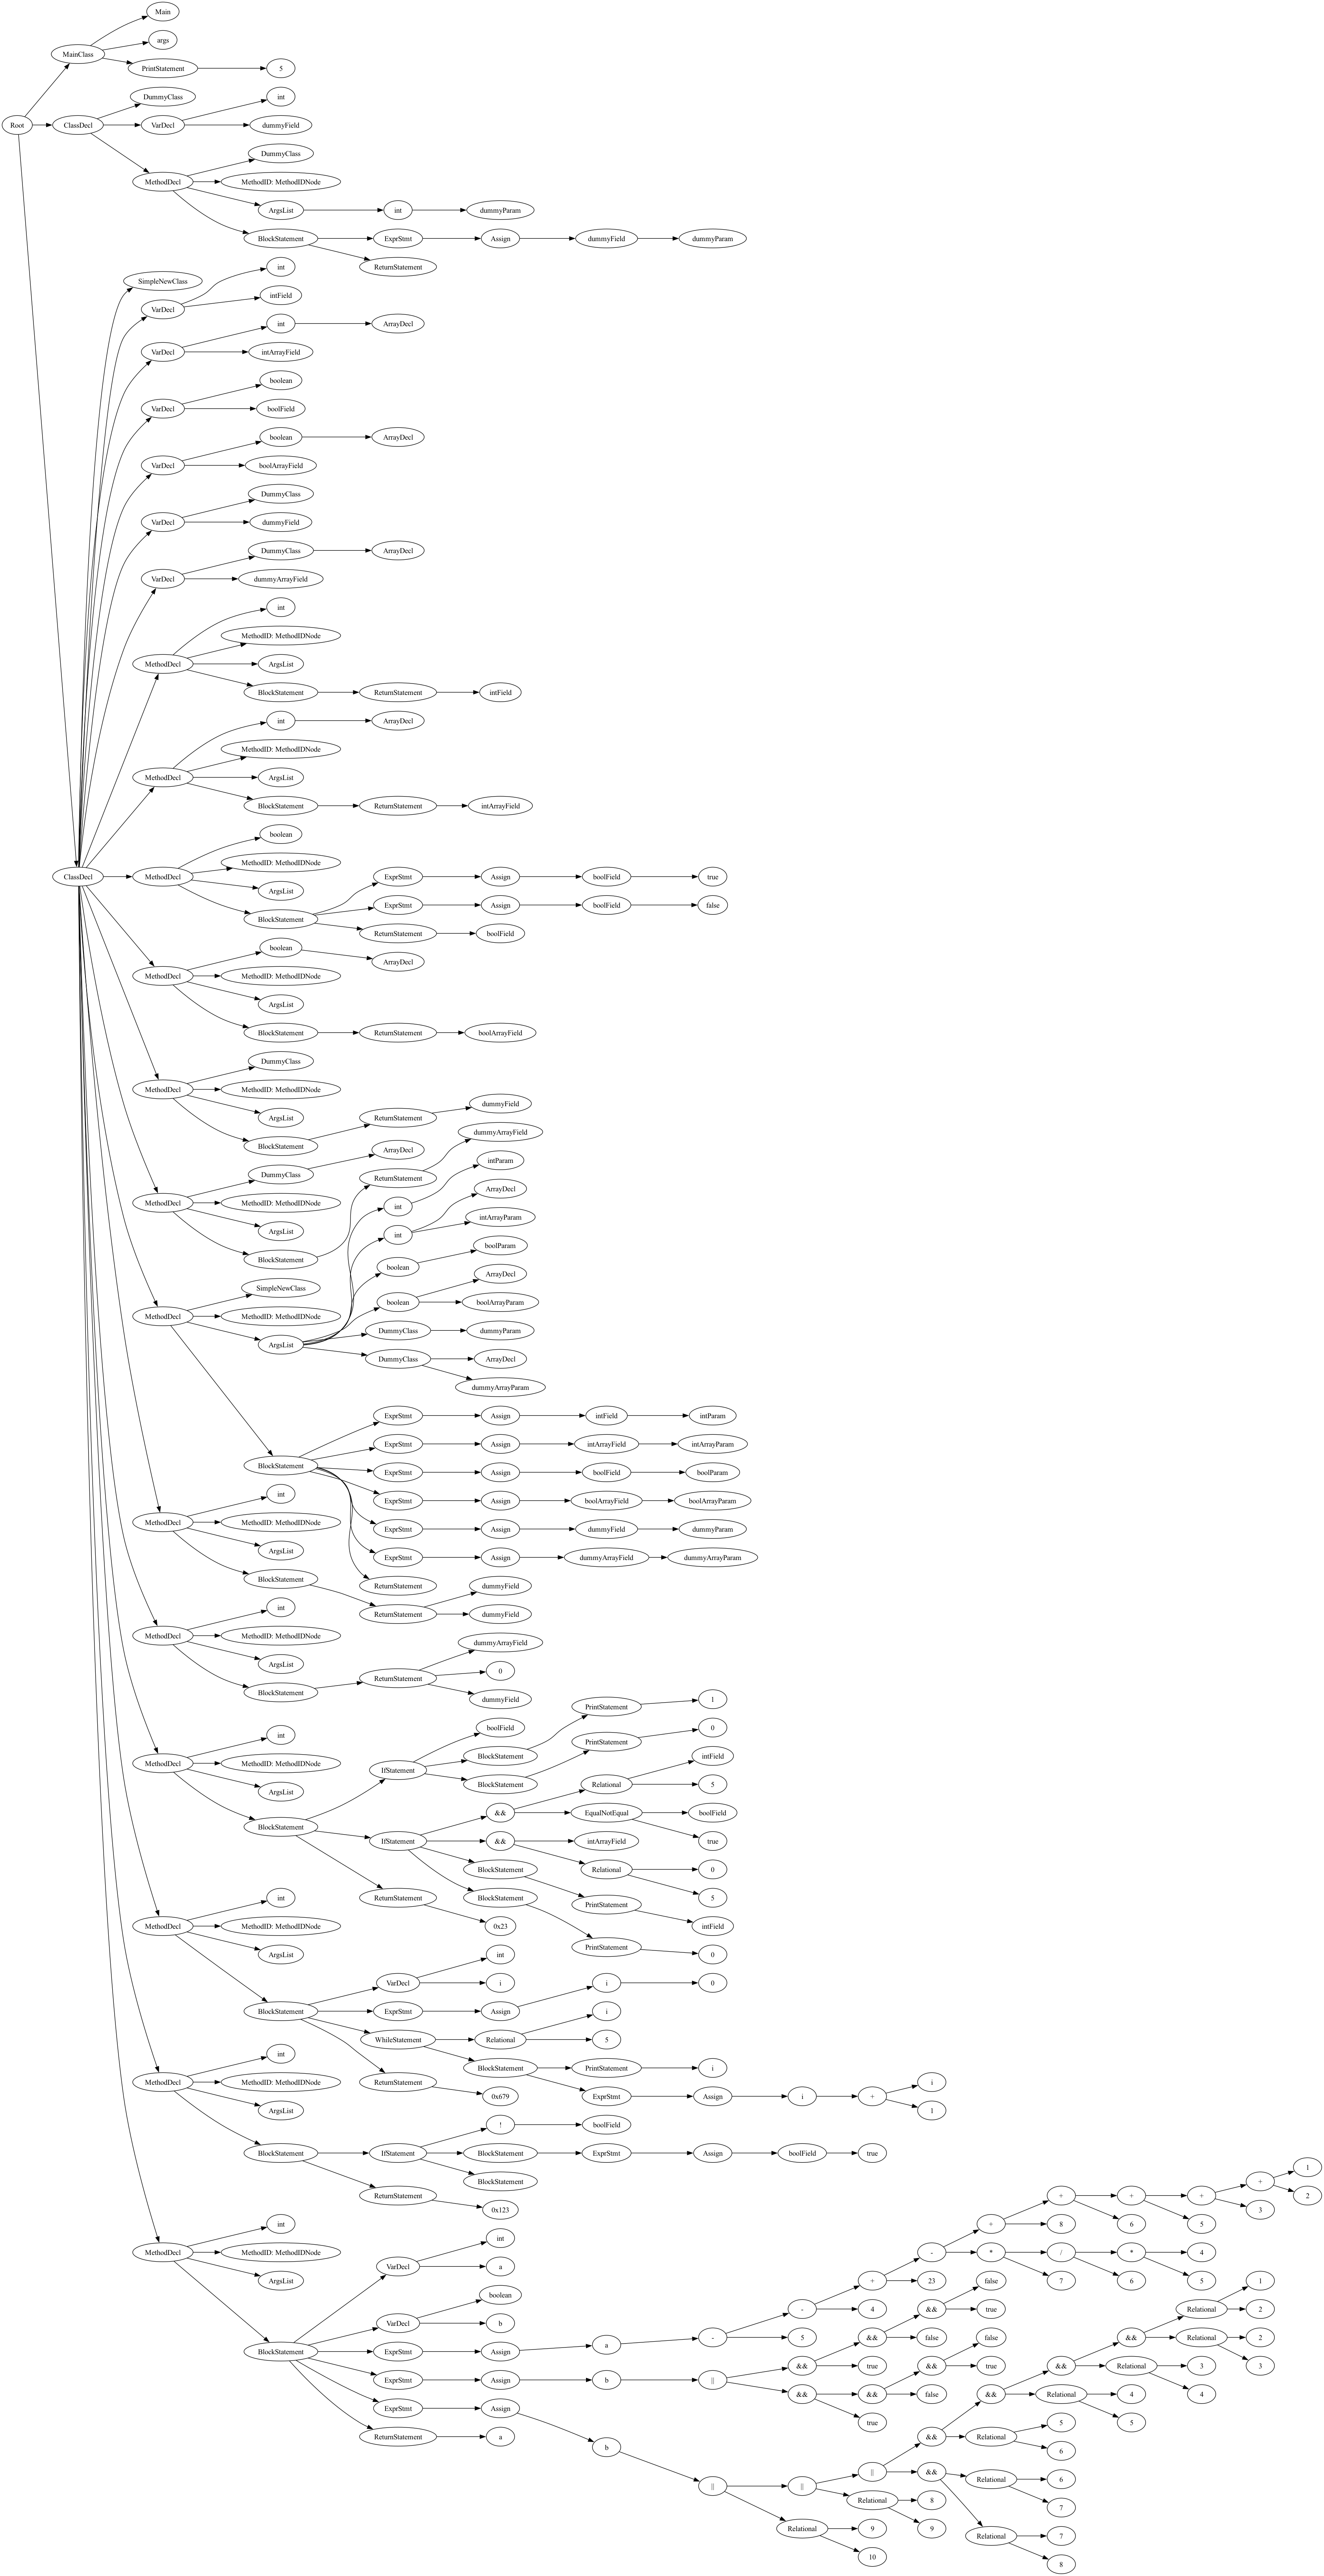 Root
MainClass
Main
args
PrintStatement
5
ClassDecl
DummyClass
VarDecl
int
dummyField
MethodDecl
DummyClass
MethodID: MethodIDNode
ArgsList
int
dummyParam
BlockStatement
ExprStmt
Assign
dummyField
dummyParam
ReturnStatement
ClassDecl
SimpleNewClass
VarDecl
int
intField
VarDecl
int
ArrayDecl
intArrayField
VarDecl
boolean
boolField
VarDecl
boolean
ArrayDecl
boolArrayField
VarDecl
DummyClass
dummyField
VarDecl
DummyClass
ArrayDecl
dummyArrayField
MethodDecl
int
MethodID: MethodIDNode
ArgsList
BlockStatement
ReturnStatement
intField
MethodDecl
int
ArrayDecl
MethodID: MethodIDNode
ArgsList
BlockStatement
ReturnStatement
intArrayField
MethodDecl
boolean
MethodID: MethodIDNode
ArgsList
BlockStatement
ExprStmt
Assign
boolField
true
ExprStmt
Assign
boolField
false
ReturnStatement
boolField
MethodDecl
boolean
ArrayDecl
MethodID: MethodIDNode
ArgsList
BlockStatement
ReturnStatement
boolArrayField
MethodDecl
DummyClass
MethodID: MethodIDNode
ArgsList
BlockStatement
ReturnStatement
dummyField
MethodDecl
DummyClass
ArrayDecl
MethodID: MethodIDNode
ArgsList
BlockStatement
ReturnStatement
dummyArrayField
MethodDecl
SimpleNewClass
MethodID: MethodIDNode
ArgsList
int
intParam
int
ArrayDecl
intArrayParam
boolean
boolParam
boolean
ArrayDecl
boolArrayParam
DummyClass
dummyParam
DummyClass
ArrayDecl
dummyArrayParam
BlockStatement
ExprStmt
Assign
intField
intParam
ExprStmt
Assign
intArrayField
intArrayParam
ExprStmt
Assign
boolField
boolParam
ExprStmt
Assign
boolArrayField
boolArrayParam
ExprStmt
Assign
dummyField
dummyParam
ExprStmt
Assign
dummyArrayField
dummyArrayParam
ReturnStatement
MethodDecl
int
MethodID: MethodIDNode
ArgsList
BlockStatement
ReturnStatement
dummyField
dummyField
MethodDecl
int
MethodID: MethodIDNode
ArgsList
BlockStatement
ReturnStatement
dummyArrayField
0
dummyField
MethodDecl
int
MethodID: MethodIDNode
ArgsList
BlockStatement
IfStatement
boolField
BlockStatement
PrintStatement
1
BlockStatement
PrintStatement
0
IfStatement
&&
Relational
intField
5
EqualNotEqual
boolField
true
&&
intArrayField
Relational
0
5
BlockStatement
PrintStatement
intField
BlockStatement
PrintStatement
0
ReturnStatement
0x23
MethodDecl
int
MethodID: MethodIDNode
ArgsList
BlockStatement
VarDecl
int
i
ExprStmt
Assign
i
0
WhileStatement
Relational
i
5
BlockStatement
PrintStatement
i
ExprStmt
Assign
i
+
i
1
ReturnStatement
0x679
MethodDecl
int
MethodID: MethodIDNode
ArgsList
BlockStatement
IfStatement
!
boolField
BlockStatement
ExprStmt
Assign
boolField
true
BlockStatement
ReturnStatement
0x123
MethodDecl
int
MethodID: MethodIDNode
ArgsList
BlockStatement
VarDecl
int
a
VarDecl
boolean
b
ExprStmt
Assign
a
-
-
+
-
+
+
+
+
+
1
2
3
5
6
8
*
/
*
4
5
6
7
23
4
5
ExprStmt
Assign
b
||
&&
&&
&&
false
true
false
true
&&
&&
&&
false
true
false
true
ExprStmt
Assign
b
||
||
||
&&
&&
&&
&&
Relational
1
2
Relational
2
3
Relational
3
4
Relational
4
5
Relational
5
6
&&
Relational
6
7
Relational
7
8
Relational
8
9
Relational
9
10
ReturnStatement
a